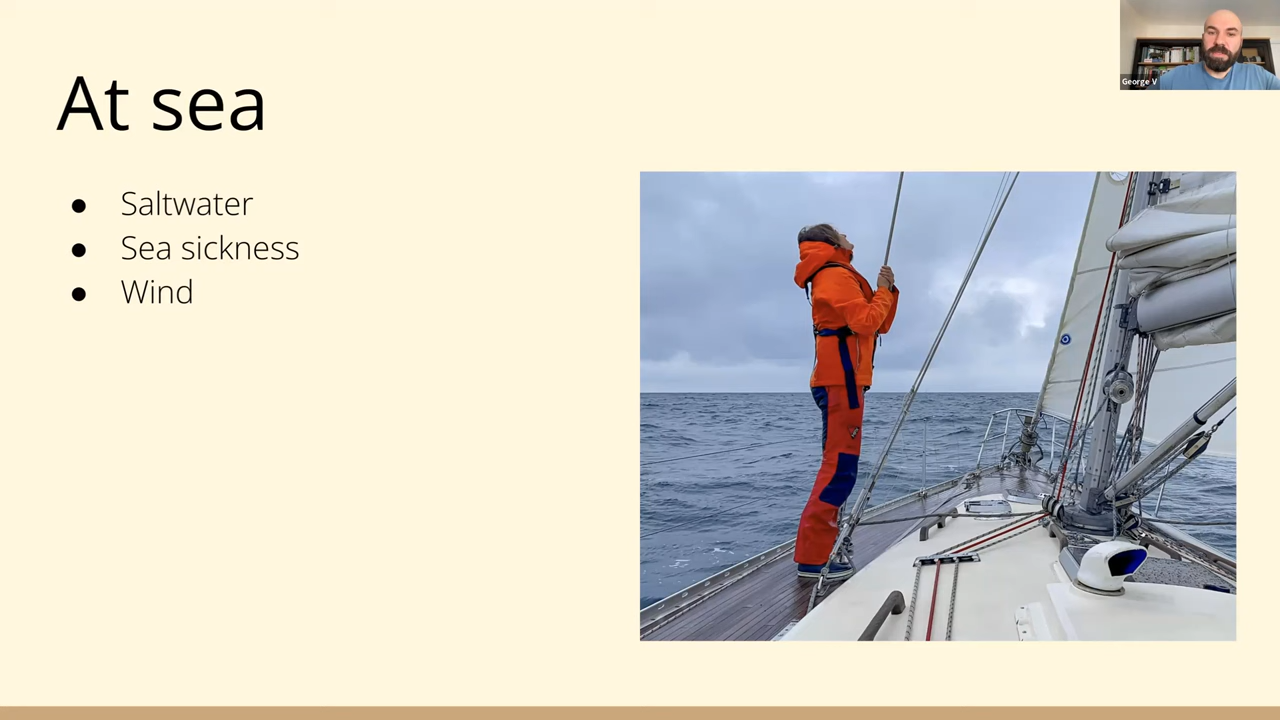 At sea
● Saltwater
● Sea sickness
● Wind
George V